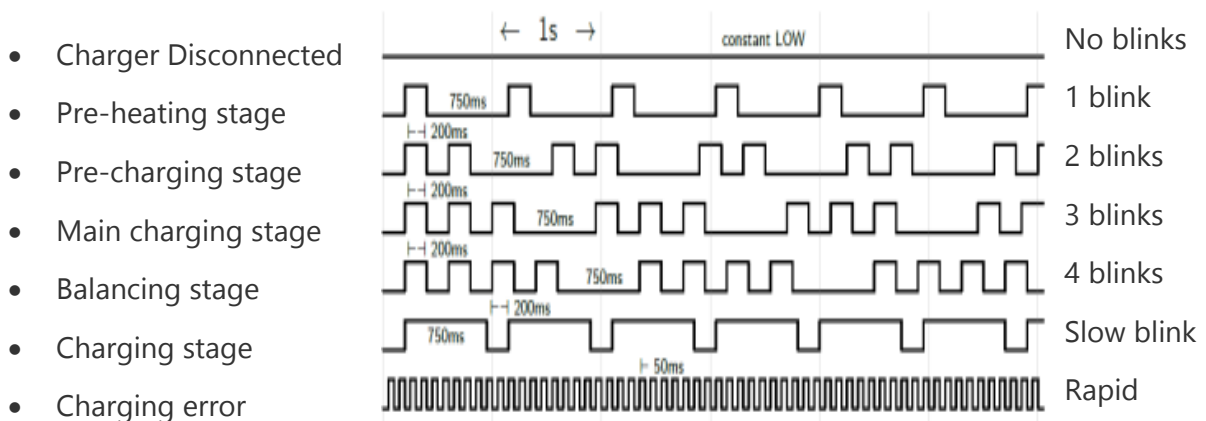 ← 1s →
• Charger Disconnected constant LOW No blinks
• Pre-heating stage 750ms 1 blink
⊢⊣ 200ms
• Pre-charging stage 750ms 2 blinks
⊢⊣ 200ms
• Main charging stage 750ms 3 blinks
⊢⊣ 200ms
• Balancing stage 750ms 4 blinks
⊢⊣ 200ms
• Charging stage 750ms Slow blink
⊢ 50ms
• Charging error Rapid